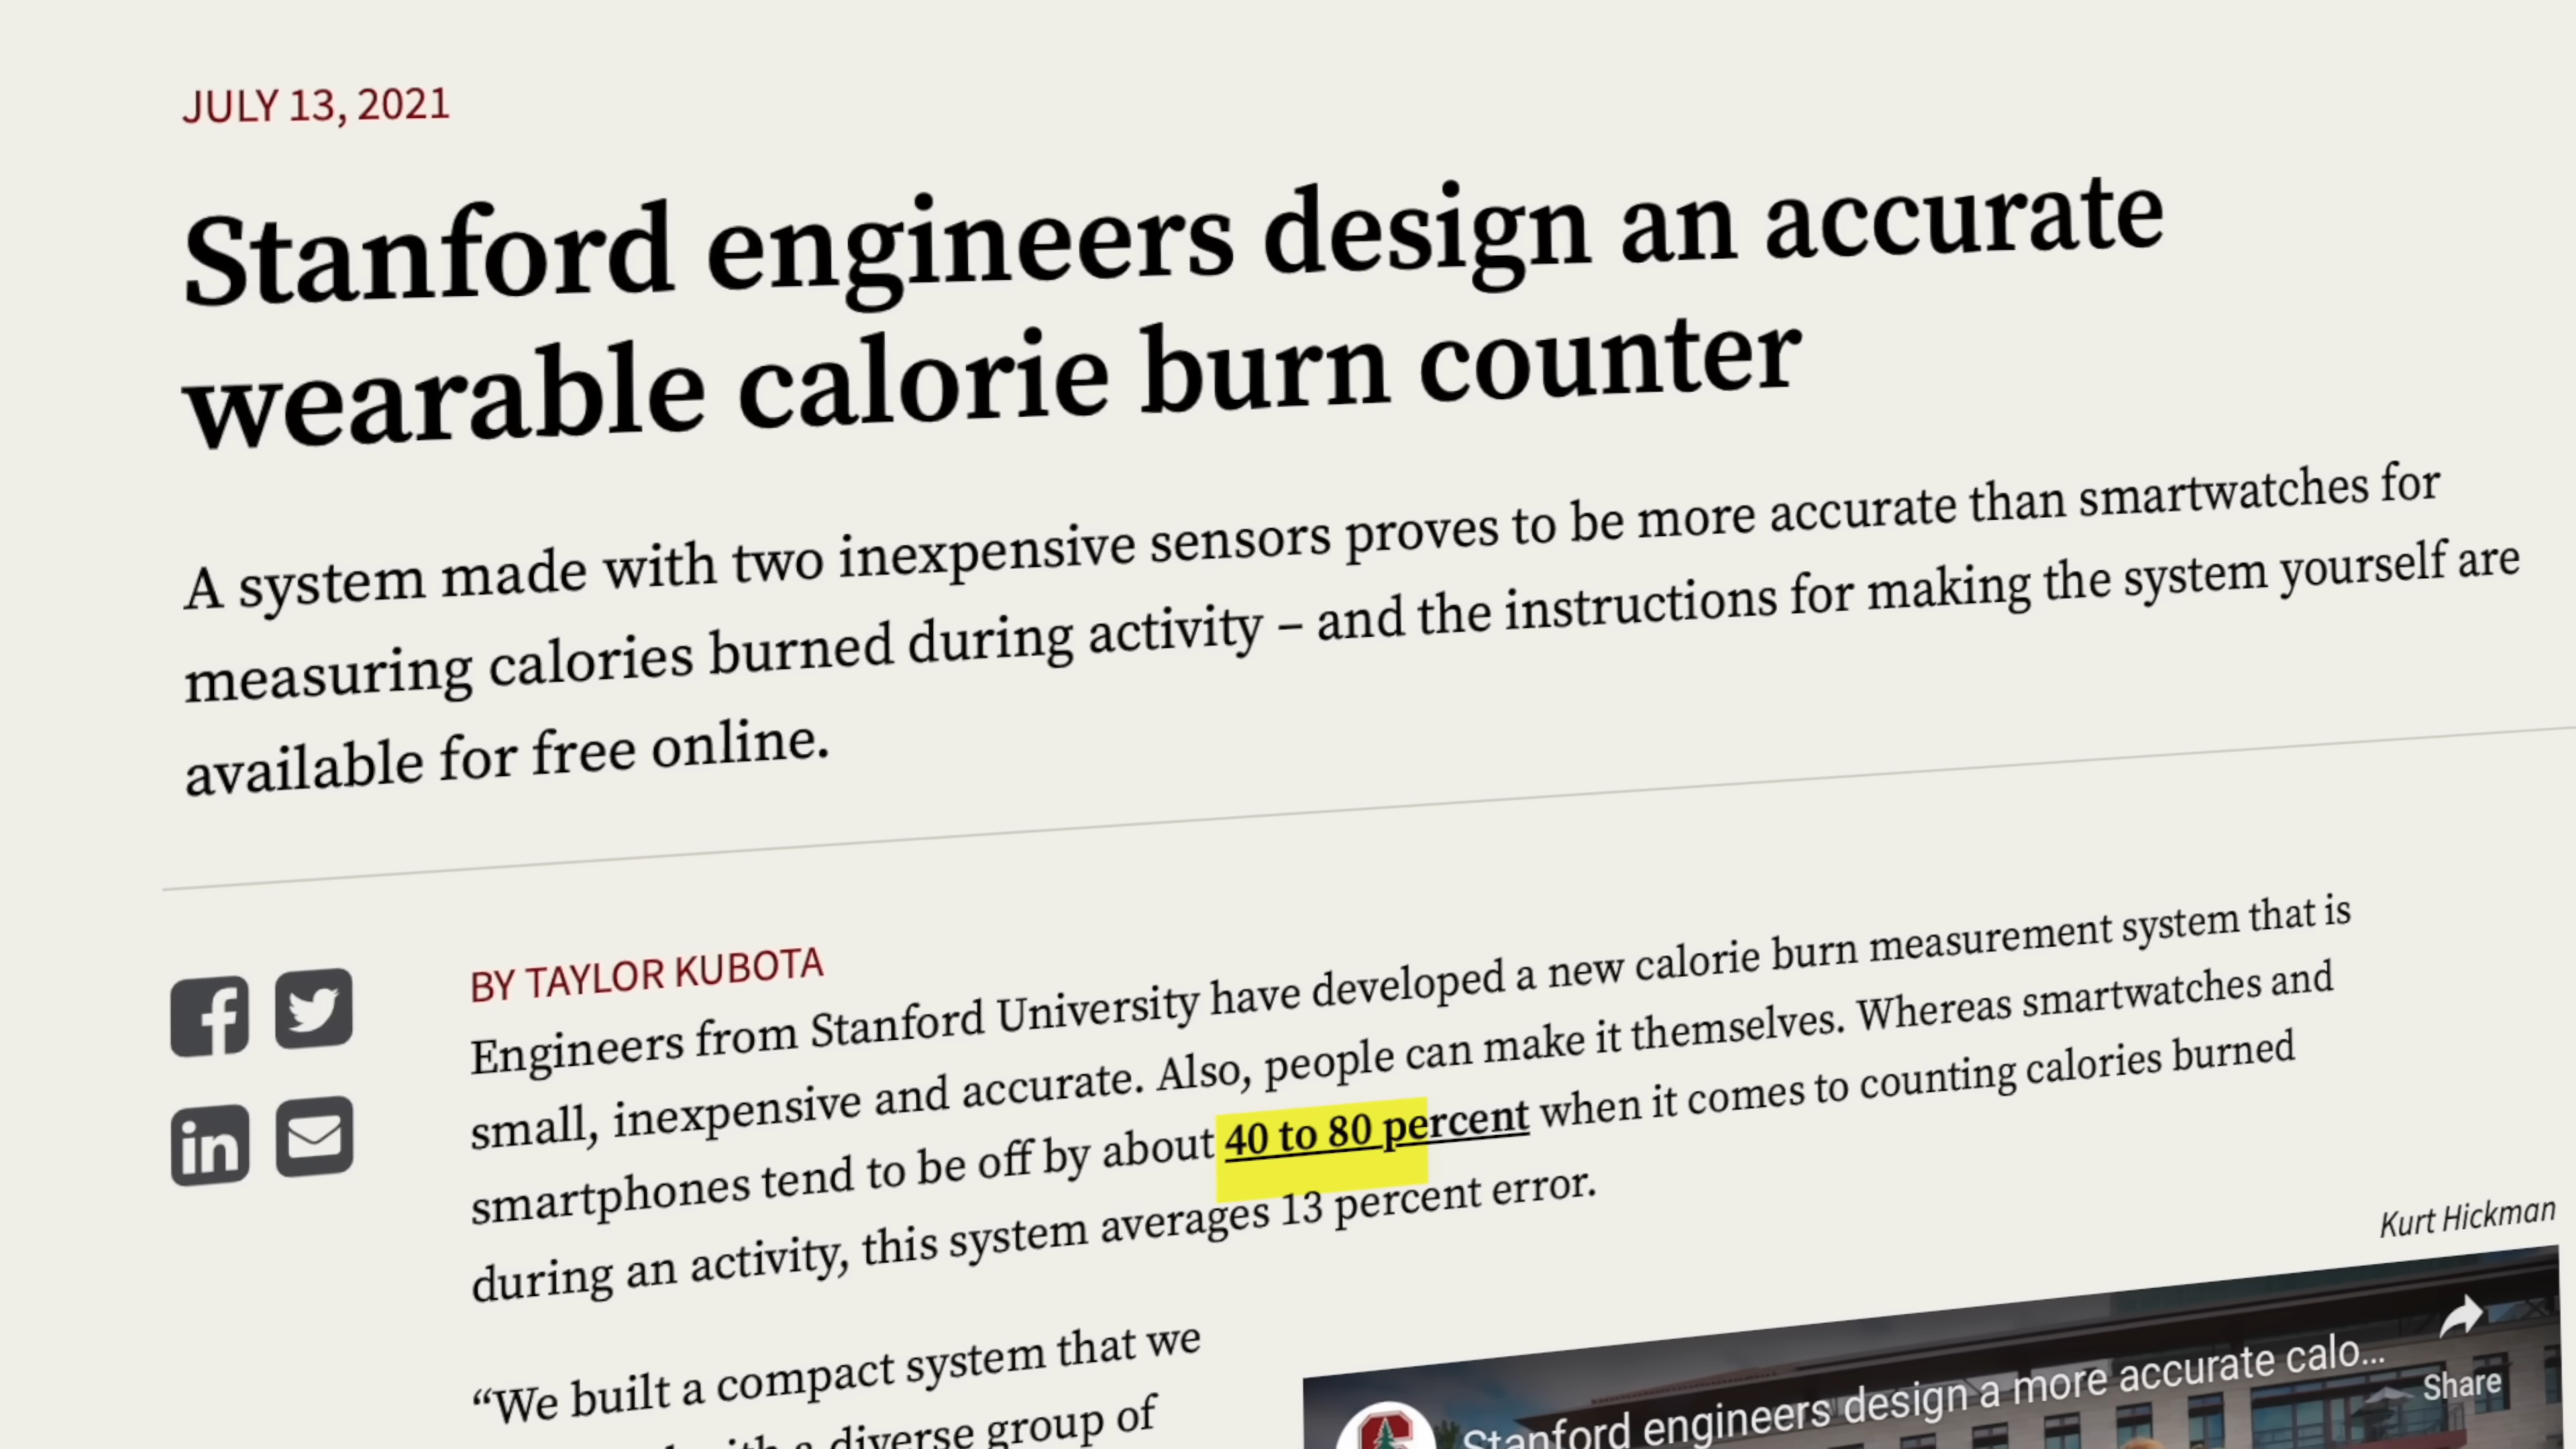 JULY 13, 2021
Stanford engineers design an accurate
wearable calorie burn counter
A system made with two inexpensive sensors proves to be more accurate than smartwatches for
measuring calories burned during activity – and the instructions for making the system yourself are
available for free online.
BY TAYLOR KUBOTA
Engineers from Stanford University have developed a new calorie burn measurement system that is
small, inexpensive and accurate. Also, people can make it themselves. Whereas smartwatches and
smartphones tend to be off by about 40 to 80 percent when it comes to counting calories burned
during an activity, this system averages 13 percent error.
Kurt Hickman
“We built a compact system that we
a diverse group of
Stanford engineers design a more accurate calo...
Share